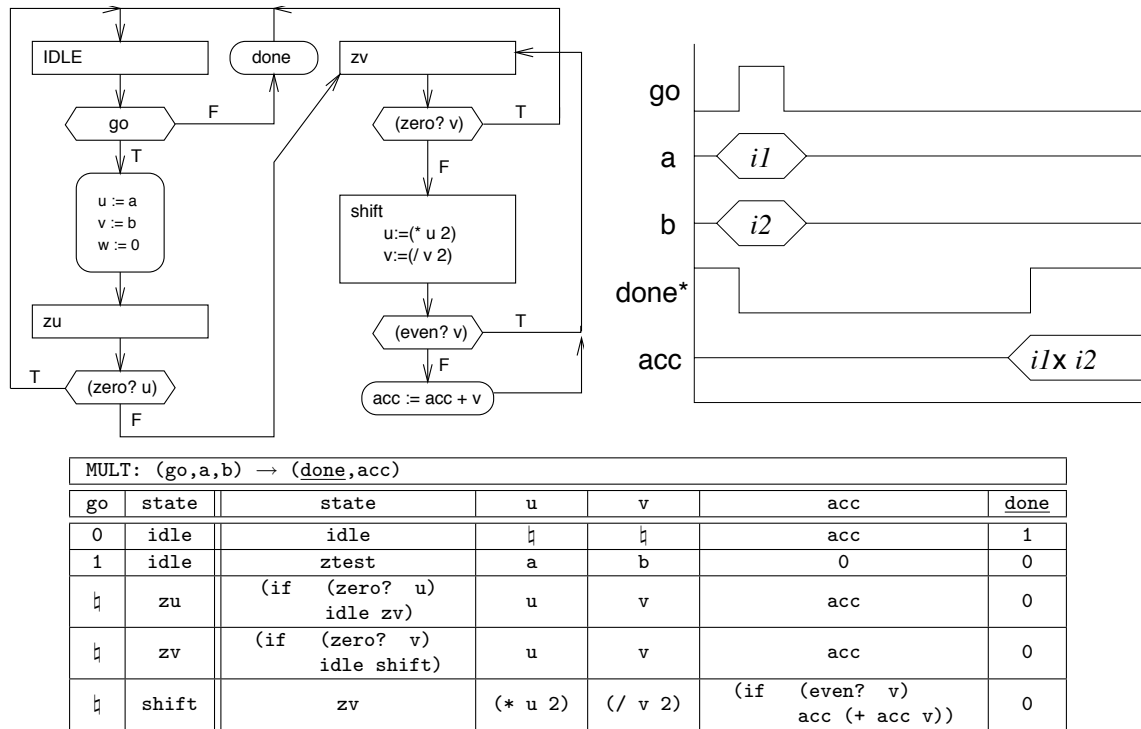 IDLE
done
zv
go
F
T
u := a
v := b
w := 0
zu
T
(zero? u)
F
(zero? v)
T
F
shift
u:=(* u 2)
v:=(/ v 2)
(even? v)
T
F
acc := acc + v
go
a
i1
b
i2
done*
acc
i1x i2
MULT: (go,a,b) → (done,acc)
go state state u v acc done
0 idle idle ♮ ♮ acc 1
1 idle ztest a b 0 0
♮ zu (if (zero? u) u v acc 0
idle zv)
♮ zv (if (zero? v) u v acc 0
idle shift)
♮ shift zv (* u 2) (/ v 2) (if (even? v) 0
acc (+ acc v))